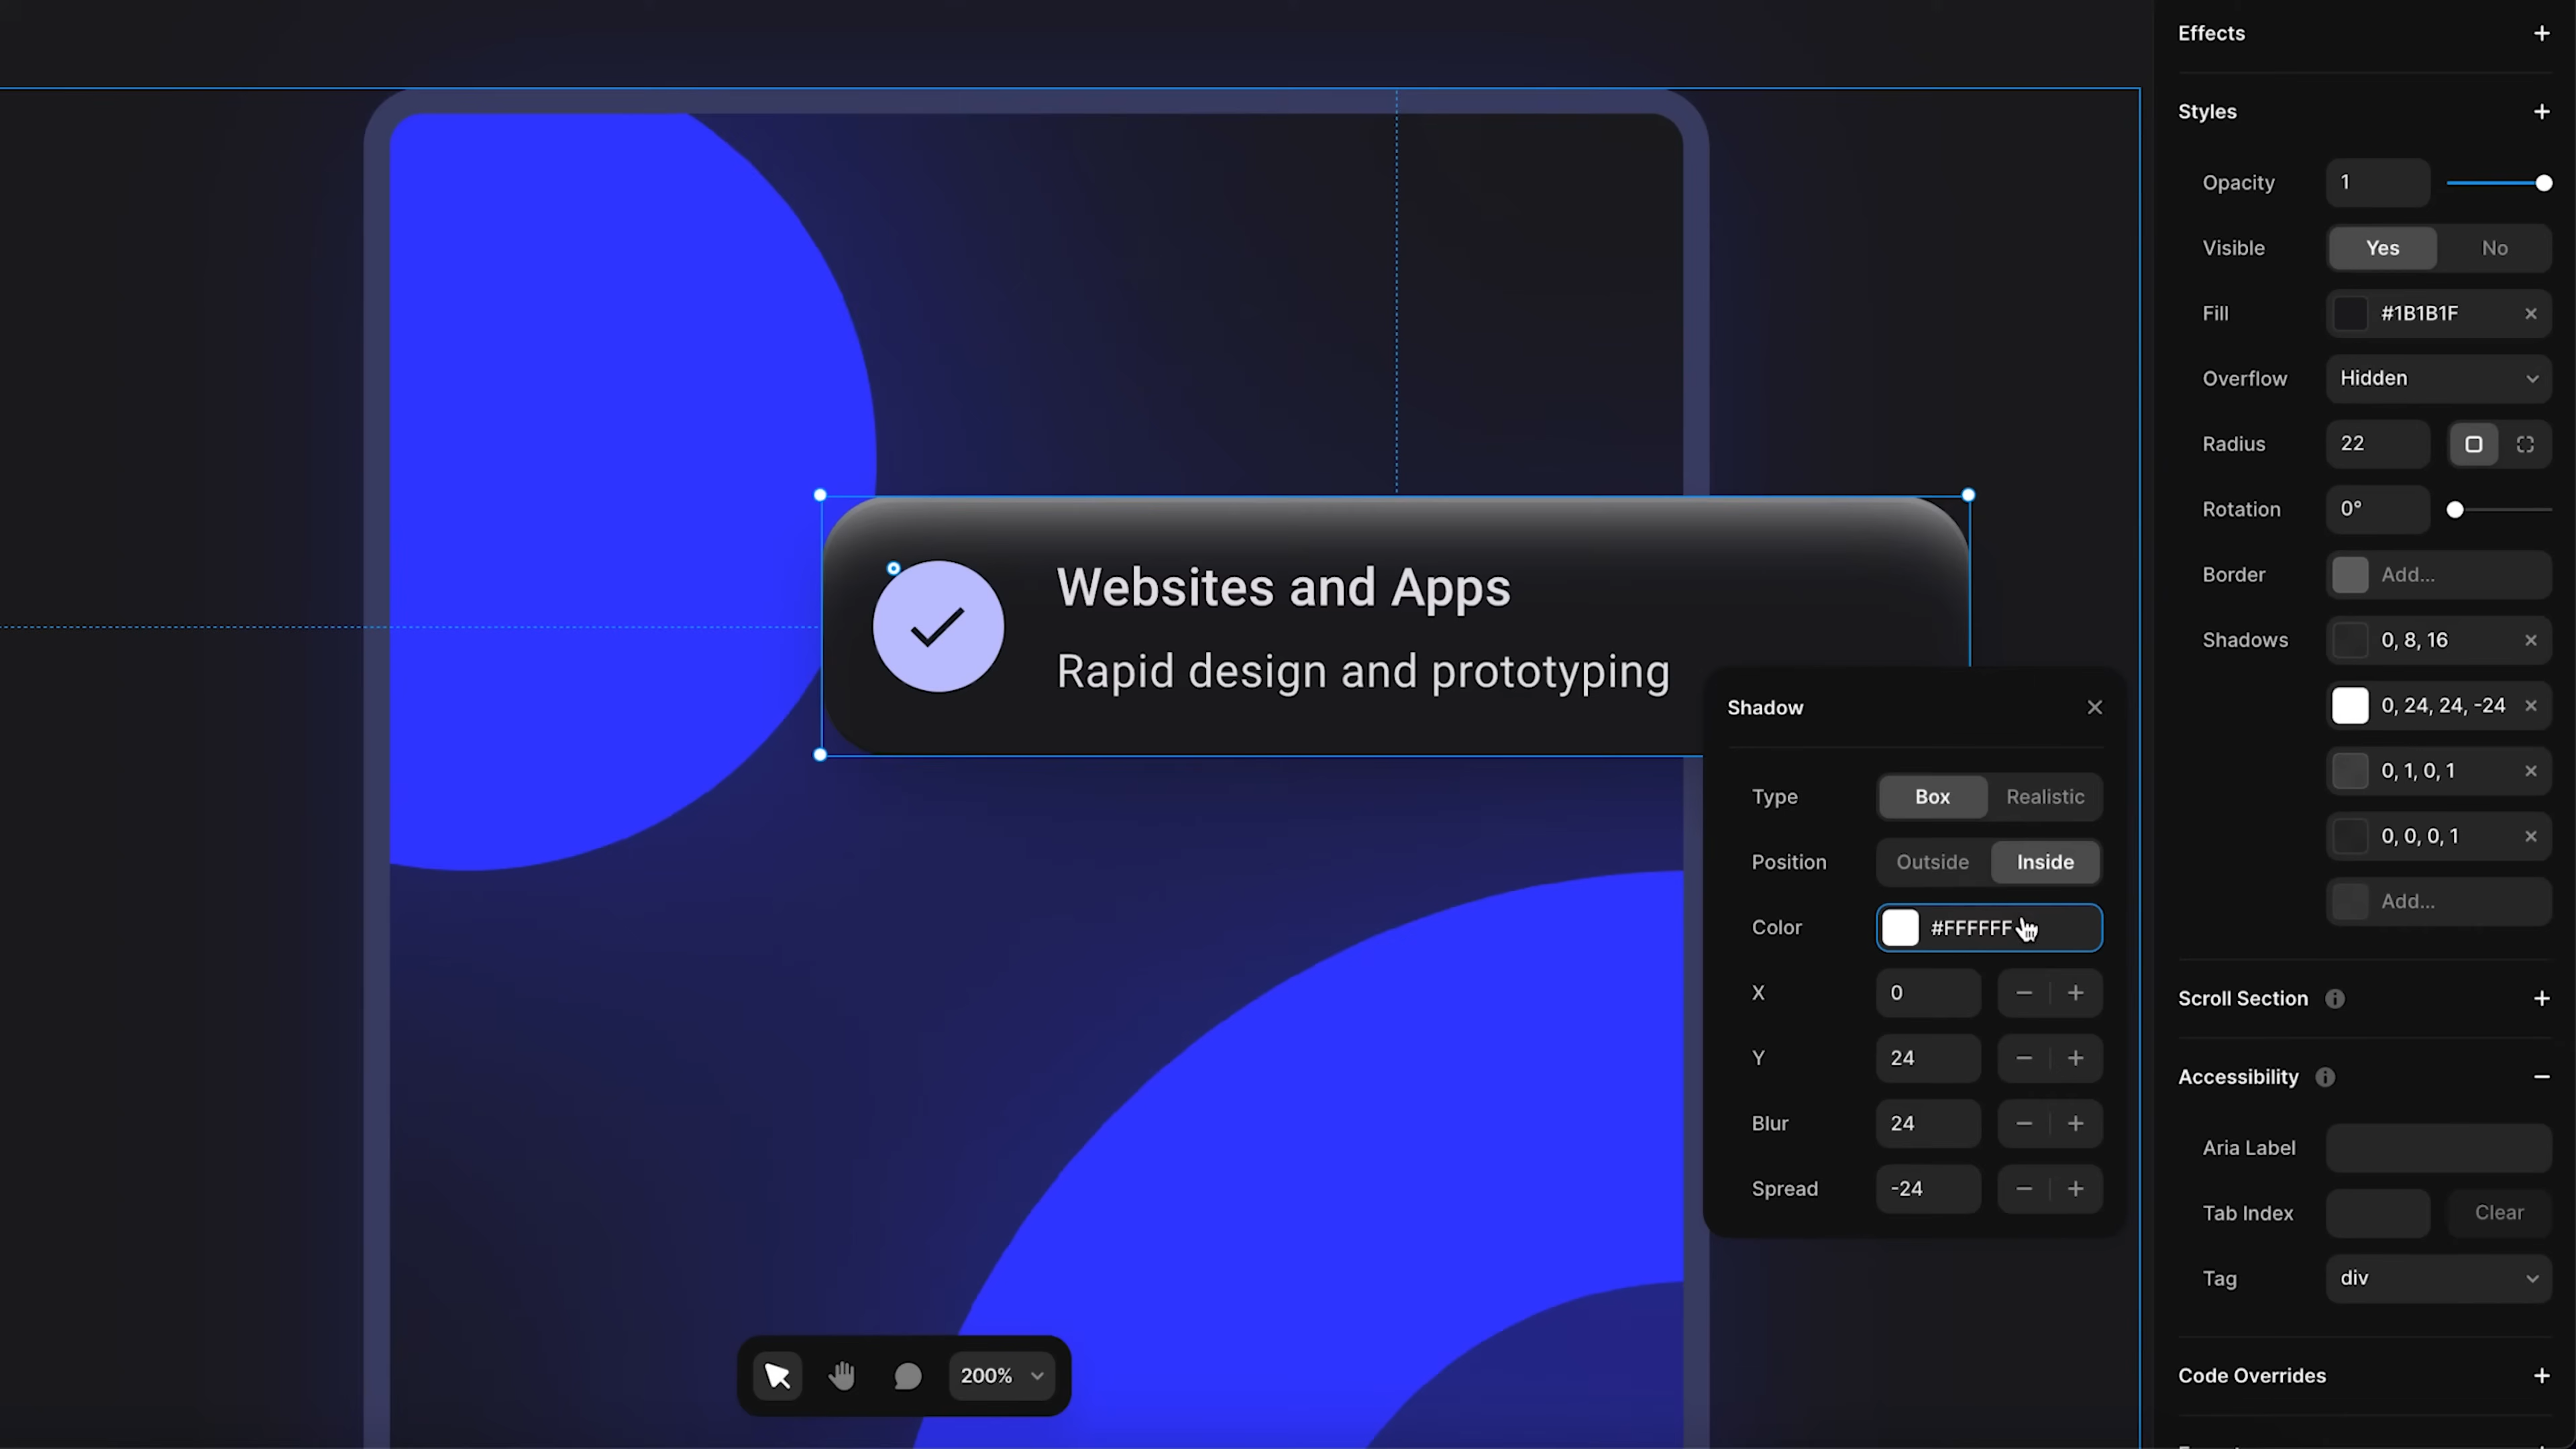 Effects
Styles
Opacity 1
Visible Yes No
Fill #1B1B1F
Overflow Hidden
Radius 22
Rotation 0°
Border Add...
Shadows 0, 8, 16
0, 24, 24, -24
0, 1, 0, 1
0, 0, 0, 1
Add...
Scroll Section
Accessibility
Aria Label
Tab Index Clear
Tag div
Code Overrides
Websites and Apps
Rapid design and prototyping
Shadow
Type Box Realistic
Position Outside Inside
Color #FFFFFF
X 0
Y 24
Blur 24
Spread -24
200%